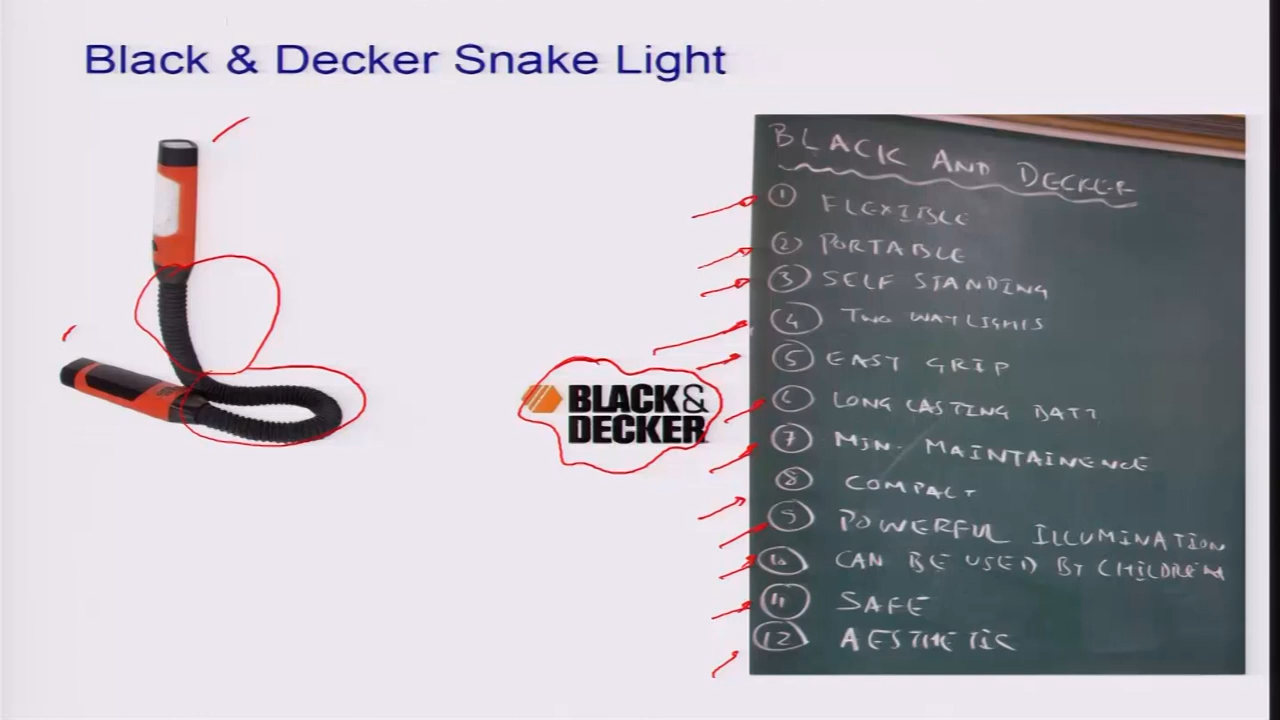 Black & Decker Snake Light
BLACK&
DECKER
BLACK AND DECKER
1 FLEXIBLE
2 PORTABLE
3 SELF STANDING
4 TWO WAY LIGHTS
5 EASY GRIP
6 LONG LASTING BATT
7 MIN. MAINTAINENCE
8 COMPACT
9 POWERFUL ILLUMINATION
10 CAN BE USED BY CHILDREN
11 SAFE
12 AESTHETIC